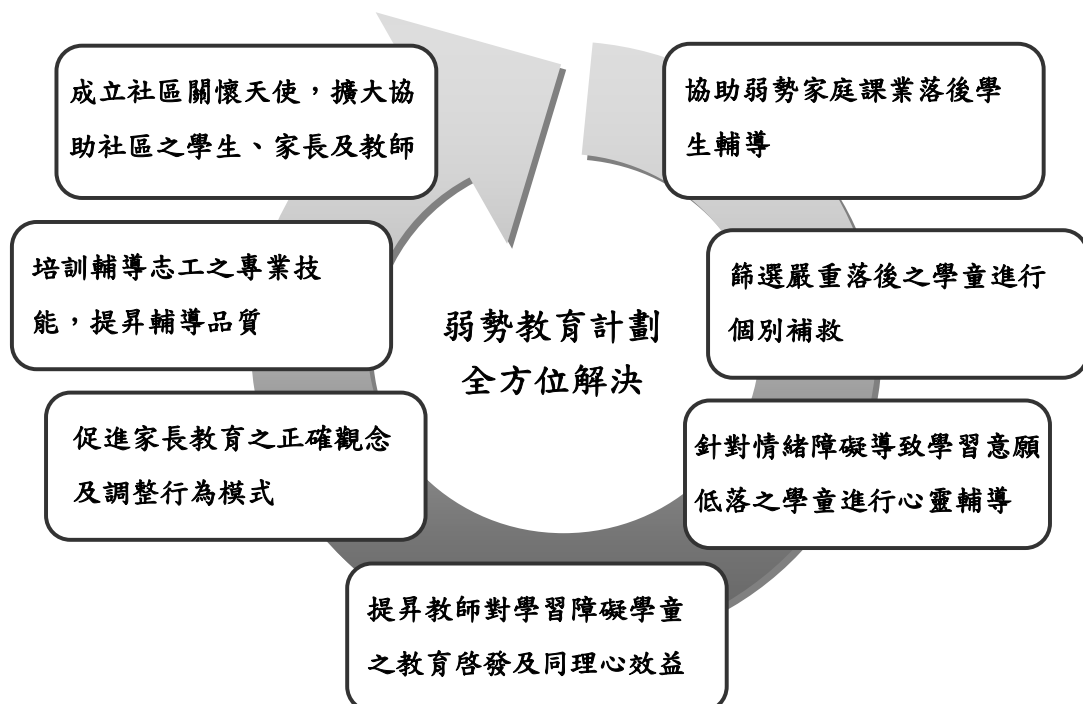 成立社區關懷天使，擴大協
助社區之學生、家長及教師
協助弱勢家庭課業落後學
生輔導
培訓輔導志工之專業技
能，提昇輔導品質
篩選嚴重落後之學童進行
個別補救
弱勢教育計劃
全方位解決
促進家長教育之正確觀念
及調整行為模式
針對情緒障礙導致學習意願
低落之學童進行心靈輔導
提昇教師對學習障礙學童
之教育啓發及同理心效益